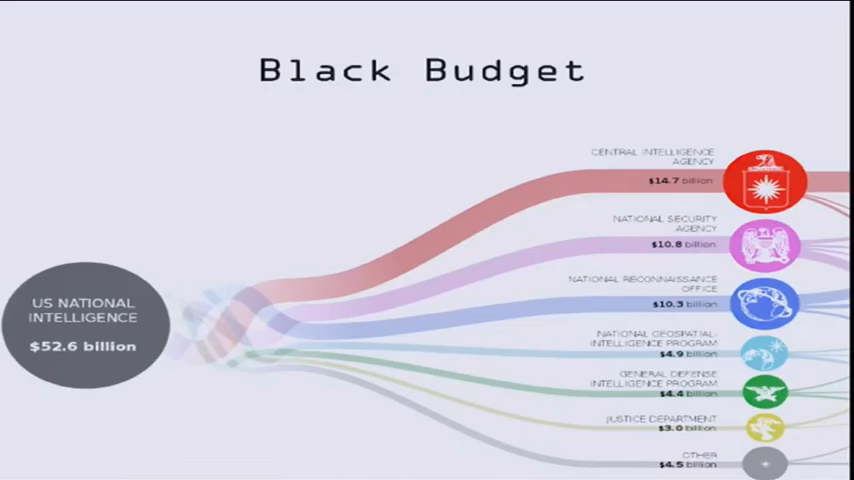 Black Budget
CENTRAL INTELLIGENCE
AGENCY
$14.7 billion
NATIONAL SECURITY
AGENCY
$10.8 billion
NATIONAL RECONNAISSANCE
OFFICE
$10.3 billion
US NATIONAL
INTELLIGENCE
$52.6 billion
NATIONAL GEOSPATIAL-
INTELLIGENCE PROGRAM
$4.9 billion
GENERAL DEFENSE
INTELLIGENCE PROGRAM
$4.4 billion
JUSTICE DEPARTMENT
$3.0 billion
OTHER
$4.5 billion